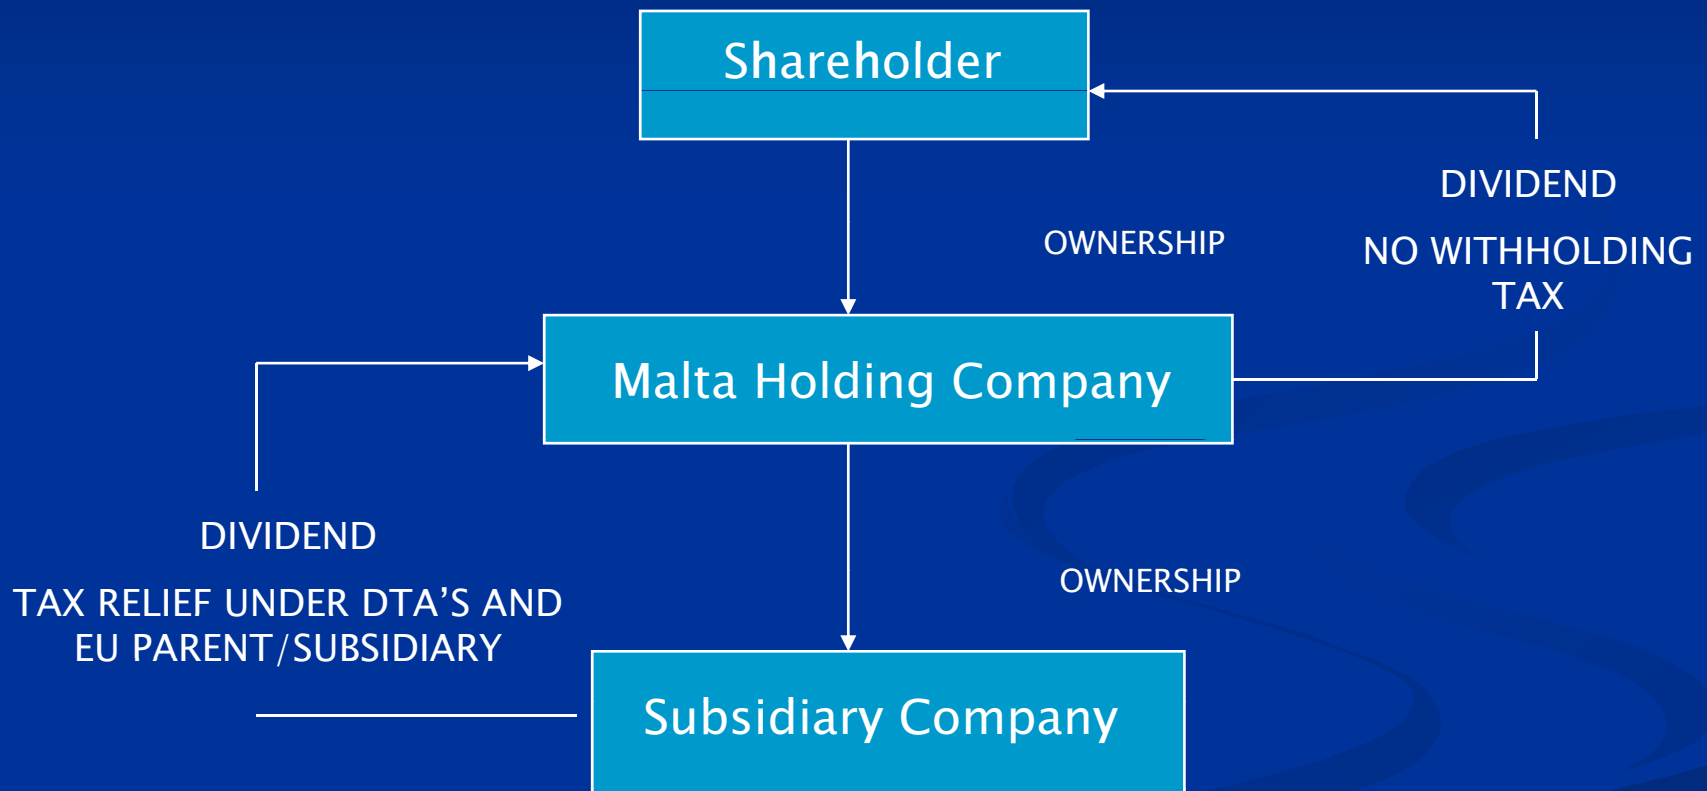 Shareholder
DIVIDEND
OWNERSHIP
NO WITHHOLDING
TAX
Malta Holding Company
DIVIDEND
OWNERSHIP
TAX RELIEF UNDER DTA’S AND
EU PARENT/SUBSIDIARY
Subsidiary Company